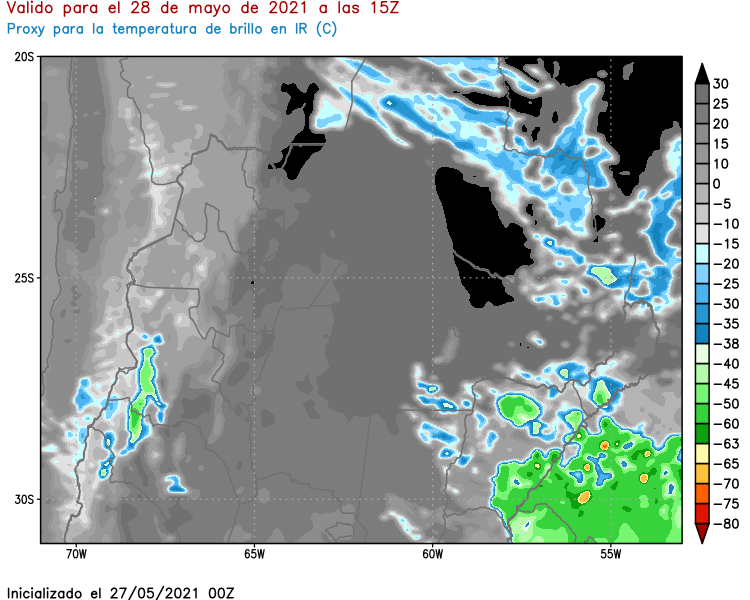 Valido para el 28 de mayo de 2021 a las 15Z
Proxy para la temperatura de brillo en IR (C)
20S
25S
30S
70W
65W
60W
55W
30
25
20
15
10
0
−5
−10
−15
−20
−25
−30
−35
−38
−40
−45
−50
−60
−63
−65
−70
−75
−80
Inicializado el 27/05/2021 00Z